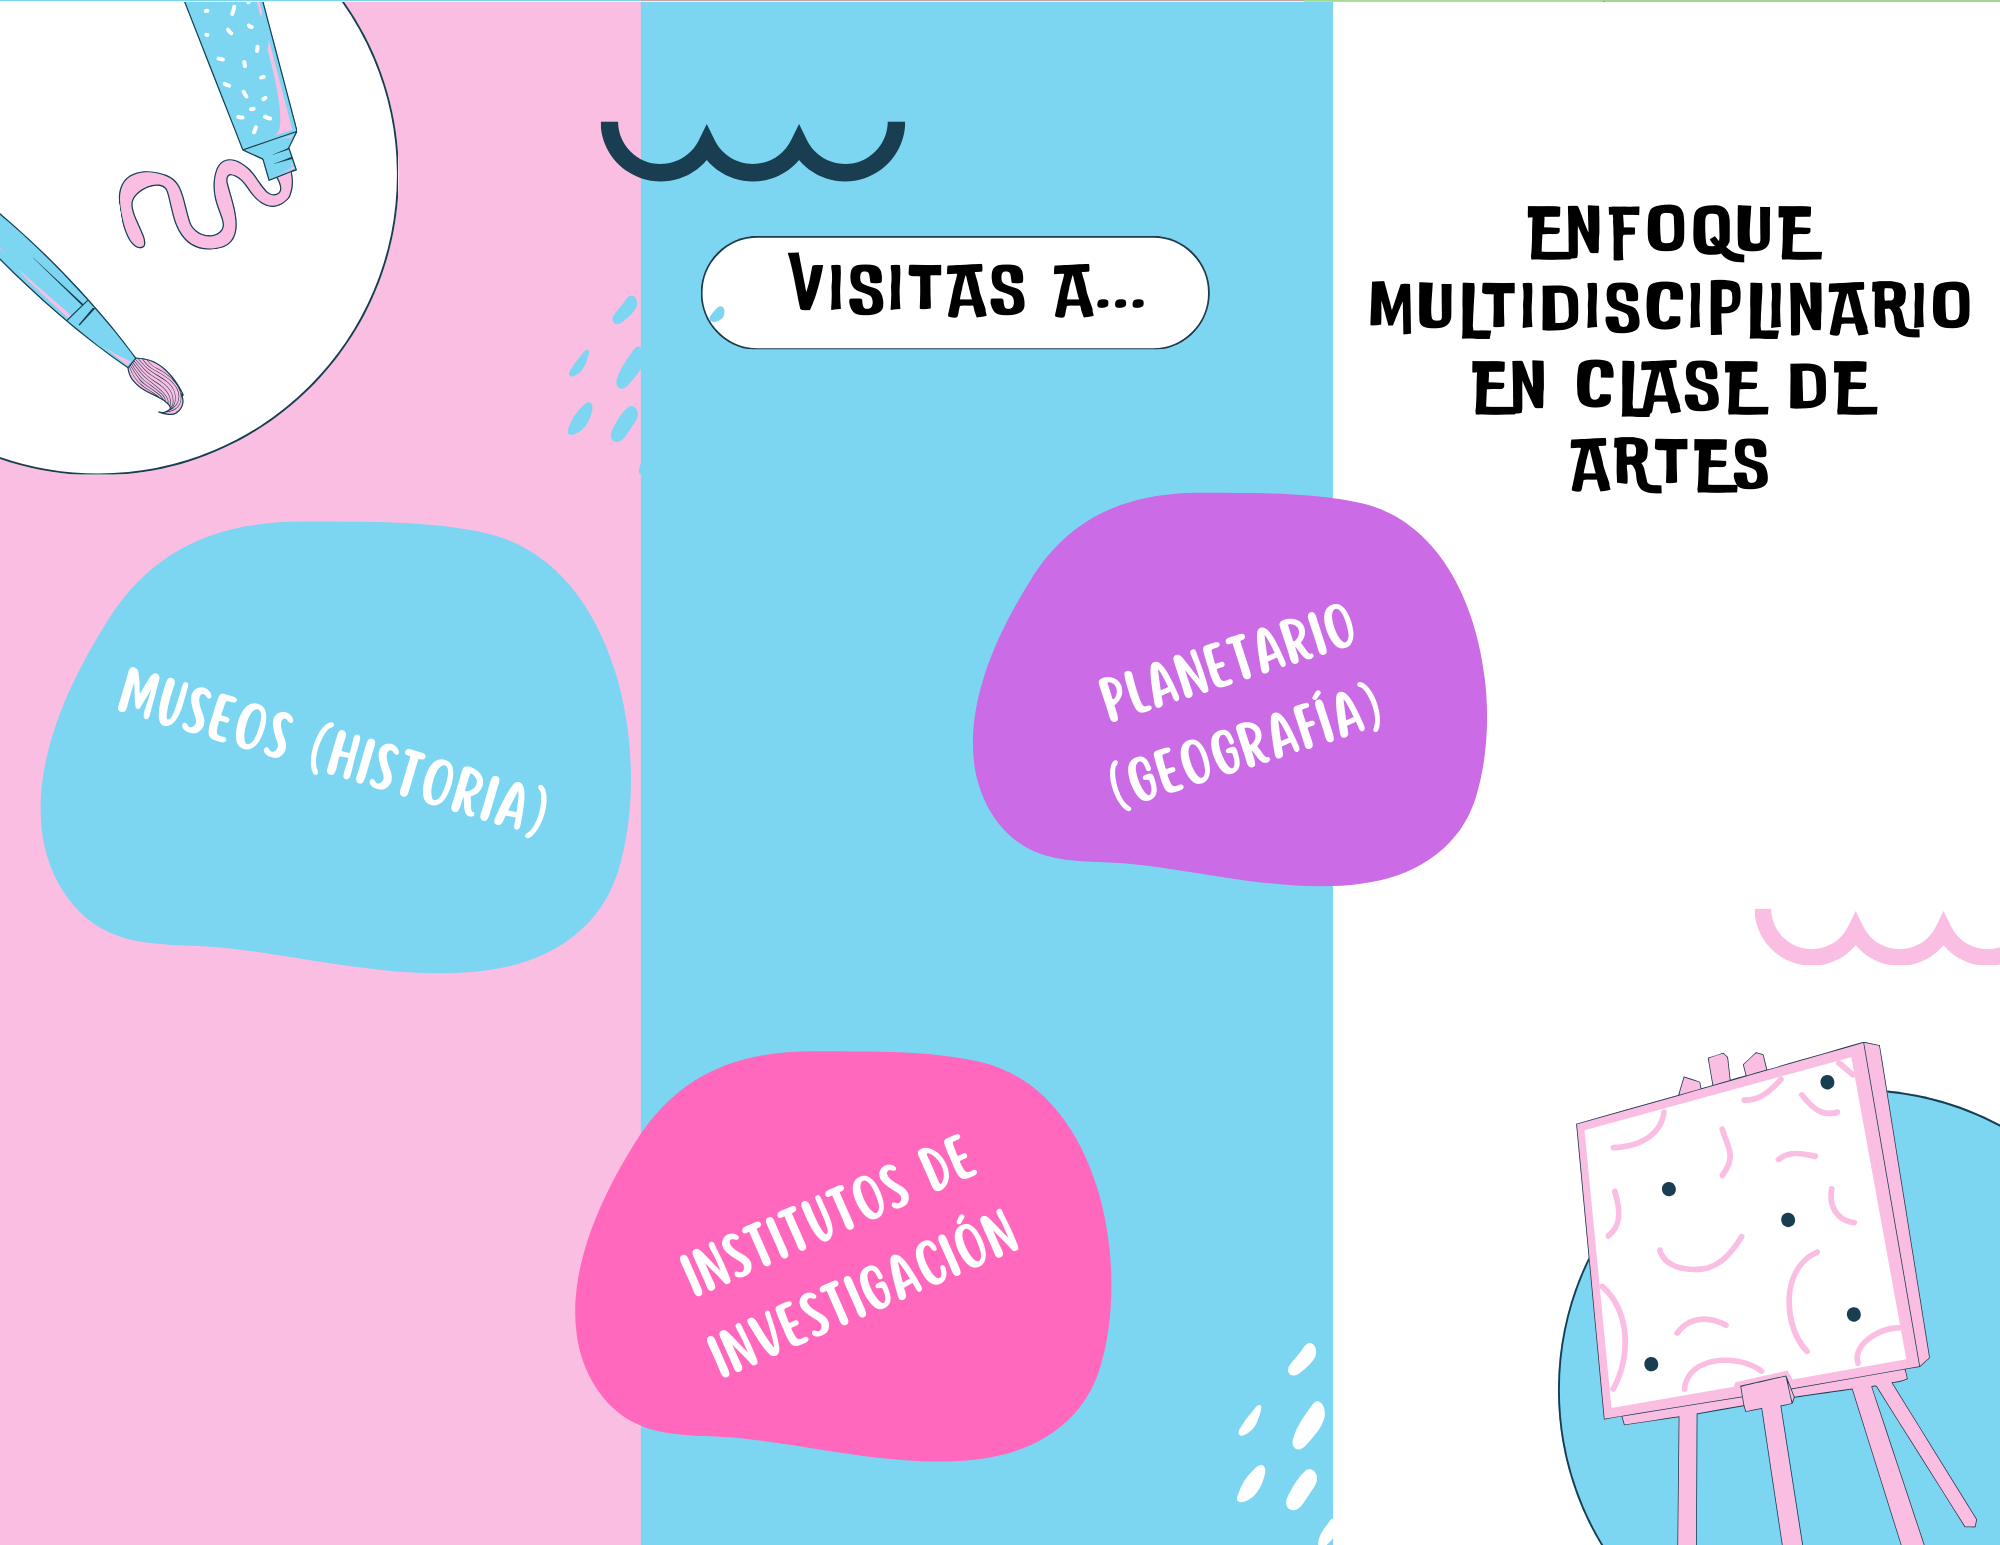 VISITAS A...
ENFOQUE
MULTIDISCIPLINARIO
EN CLASE DE
ARTES
MUSEOS (HISTORIA)
PLANETARIO
(GEOGRAFÍA)
INSTITUTOS DE
INVESTIGACIÓN